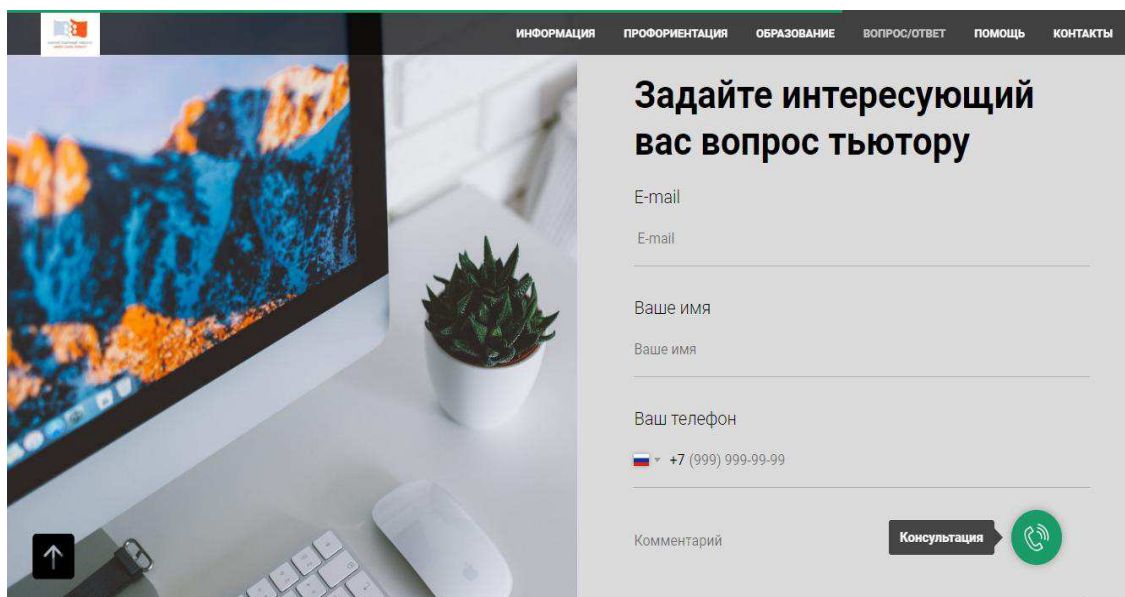 ИНФОРМАЦИЯ ПРОФОРИЕНТАЦИЯ ОБРАЗОВАНИЕ ВОПРОС/ОТВЕТ ПОМОЩЬ КОНТАКТЫ
Задайте интересующий
вас вопрос тьютору
E-mail
E-mail
Ваше имя
Ваше имя
Ваш телефон
+7 (999) 999-99-99
Комментарий
Консультация